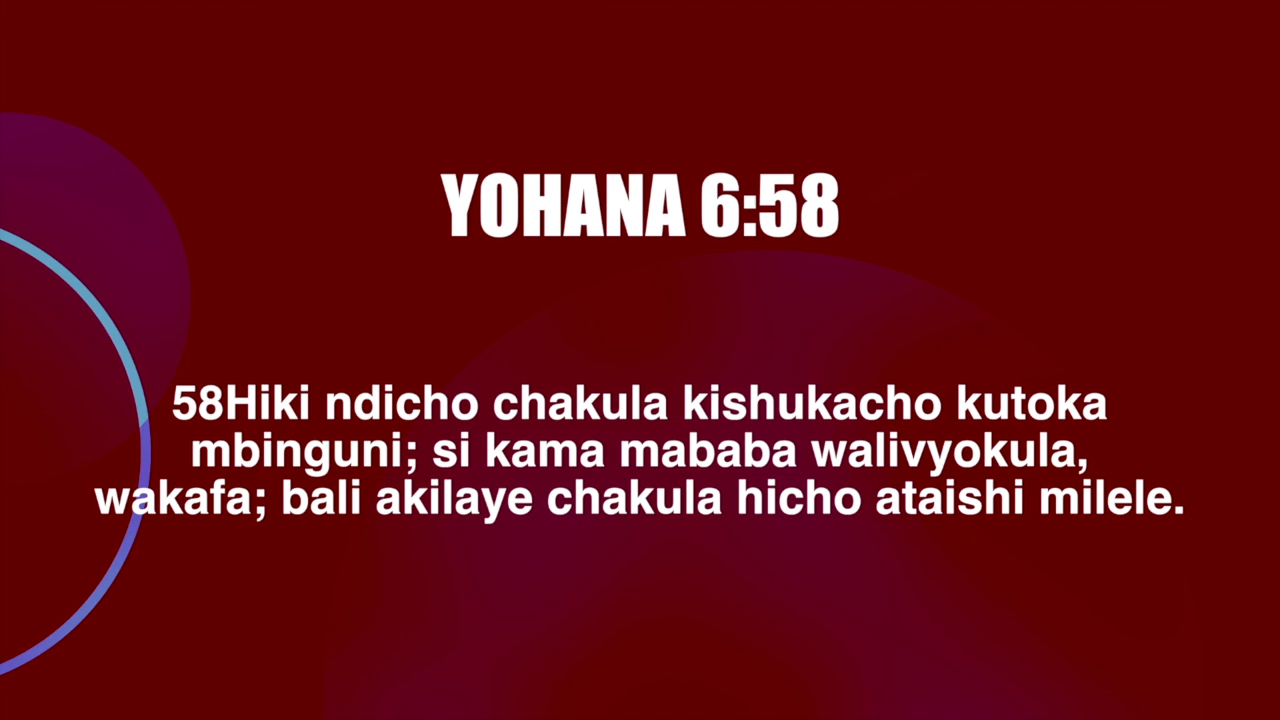 YOHANA 6:58
58Hiki ndicho chakula kishukacho kutoka
mbinguni; si kama mababa walivyokula,
wakafa; bali akilaye chakula hicho ataishi milele.